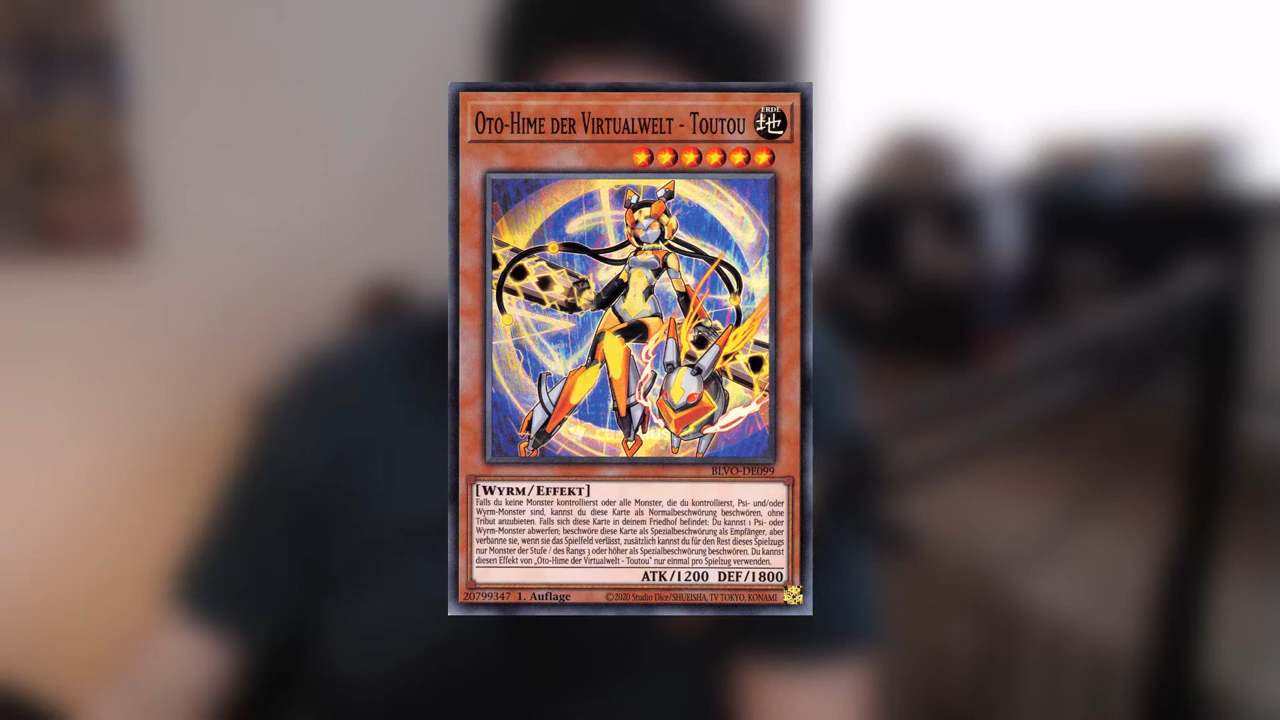 OTO-HIME DER VIRTUALWELT - TOUTOU
ERDE
地
BLVO-DE099
[WYRM/EFFEKT]
Falls du keine Monster kontrollierst oder alle Monster, die du kontrollierst, Psi- und/oder
Wyrm-Monster sind, kannst du diese Karte als Normalbeschwörung beschwören, ohne
Tribut anzubieten. Falls sich diese Karte in deinem Friedhof befindet: Du kannst 1 Psi- oder
Wyrm-Monster abwerfen; beschwöre diese Karte als Spezialbeschwörung als Empfänger, aber
verbanne sie, wenn sie das Spielfeld verlässt, zusätzlich kannst du für den Rest dieses Spielzugs
nur Monster der Stufe / des Rangs 3 oder höher als Spezialbeschwörung beschwören. Du kannst
diesen Effekt von „Oto-Hime der Virtualwelt - Toutou" nur einmal pro Spielzug verwenden.
ATK/1200 DEF/1800
20799347 1. Auflage ©2020 Studio Dice/SHUEISHA, TV TOKYO, KONAMI